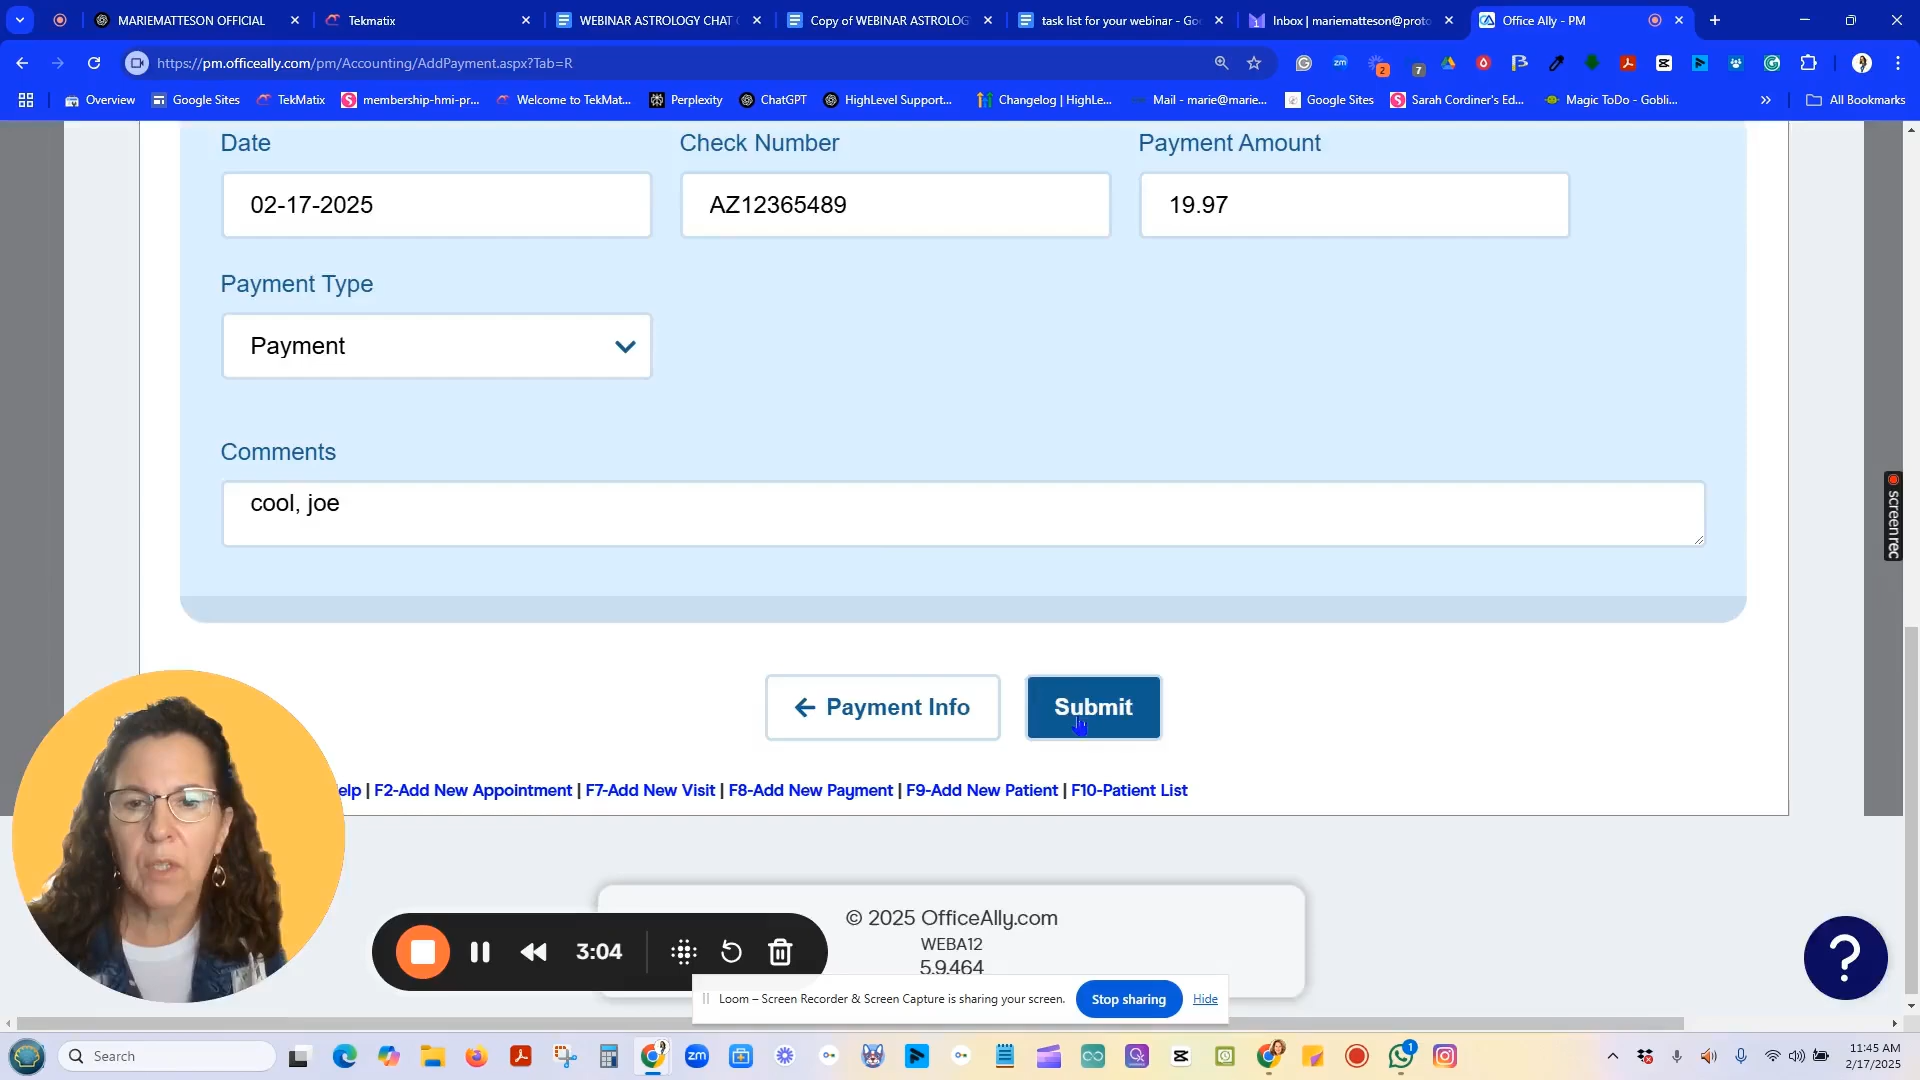 MARIEMATTESON OFFICIAL
Tekmatix
WEBINAR ASTROLOGY CHAT
Copy of WEBINAR ASTROLOG
task list for your webinar - Go
Inbox | mariematteson@proto
Office Ally - PM
https://pm.officeally.com/pm/Accounting/AddPayment.aspx?Tab=R
2
7
Overview
Google Sites
TekMatix
membership-hmi-pr...
Welcome to TekMat...
Perplexity
ChatGPT
HighLevel Support...
Changelog | HighLe...
Mail - marie@marie...
Google Sites
Sarah Cordiner's Ed...
Magic ToDo - Gobli...
All Bookmarks
Date
Check Number
Payment Amount
02-17-2025
AZ12365489
19.97
Payment Type
Payment
Comments
cool, joe
screenrec
Payment Info
Submit
elp | F2-Add New Appointment | F7-Add New Visit | F8-Add New Payment | F9-Add New Patient | F10-Patient List
© 2025 OfficeAlly.com
WEBA12
5.9.464
3:04
Loom – Screen Recorder & Screen Capture is sharing your screen.
Stop sharing
Hide
?
Search
zm
1
11:45 AM
2/17/2025